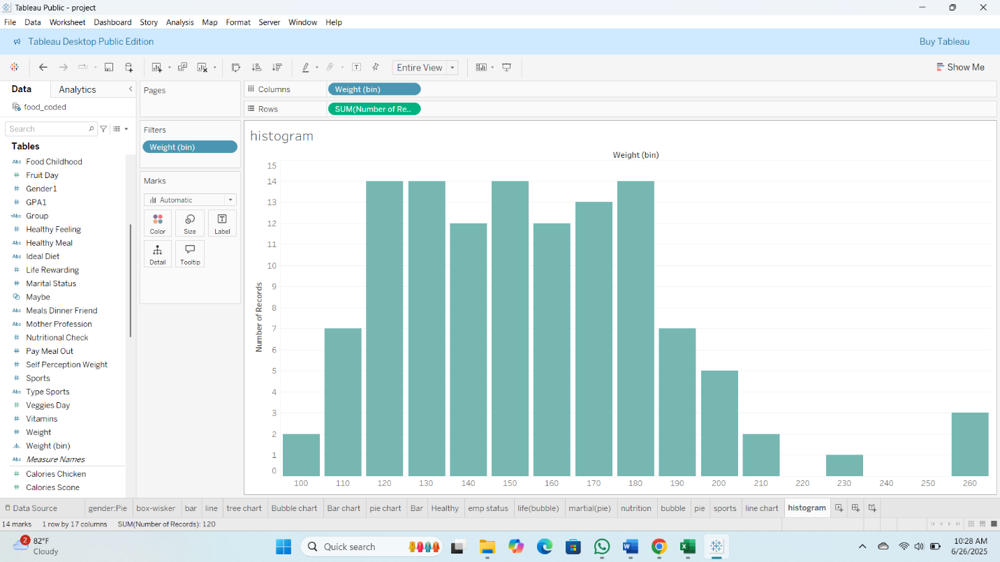 Tableau Public - project
File Data Worksheet Dashboard Story Analysis Map Format Server Window Help
Tableau Desktop Public Edition
Buy Tableau
Entire View
Show Me
Data Analytics
food_coded
Search
Tables
Abc Food Childhood
# Fruit Day
# Gender1
# GPA1
Abc Group
# Healthy Feeling
Abc Healthy Meal
Abc Ideal Diet
# Life Rewarding
# Marital Status
Maybe
Abc Meals Dinner Friend
Abc Mother Profession
# Nutritional Check
# Pay Meal Out
# Self Perception Weight
# Sports
Abc Type Sports
# Veggies Day
# Vitamins
# Weight
Weight (bin)
Abc Measure Names
# Calories Chicken
# Calories Scone
Pages
Filters
Weight (bin)
Marks
Automatic
Color Size Label
Detail Tooltip
Columns Weight (bin)
Rows SUM(Number of Re..
histogram
Weight (bin)
Number of Records
15
14
13
12
11
10
9
8
7
6
5
4
3
2
1
0
100 110 120 130 140 150 160 170 180 190 200 210 220 230 240 250 260
Data Source gender:Pie box-wisker bar line tree chart Bubble chart Bar chart pie chart Bar Healthy emp status life(bubble) martial(pie) nutrition bubble pie sports line chart histogram
14 marks 1 row by 17 columns SUM(Number of Records): 120
2
82°F
Cloudy
Quick search
10:28 AM
6/26/2025